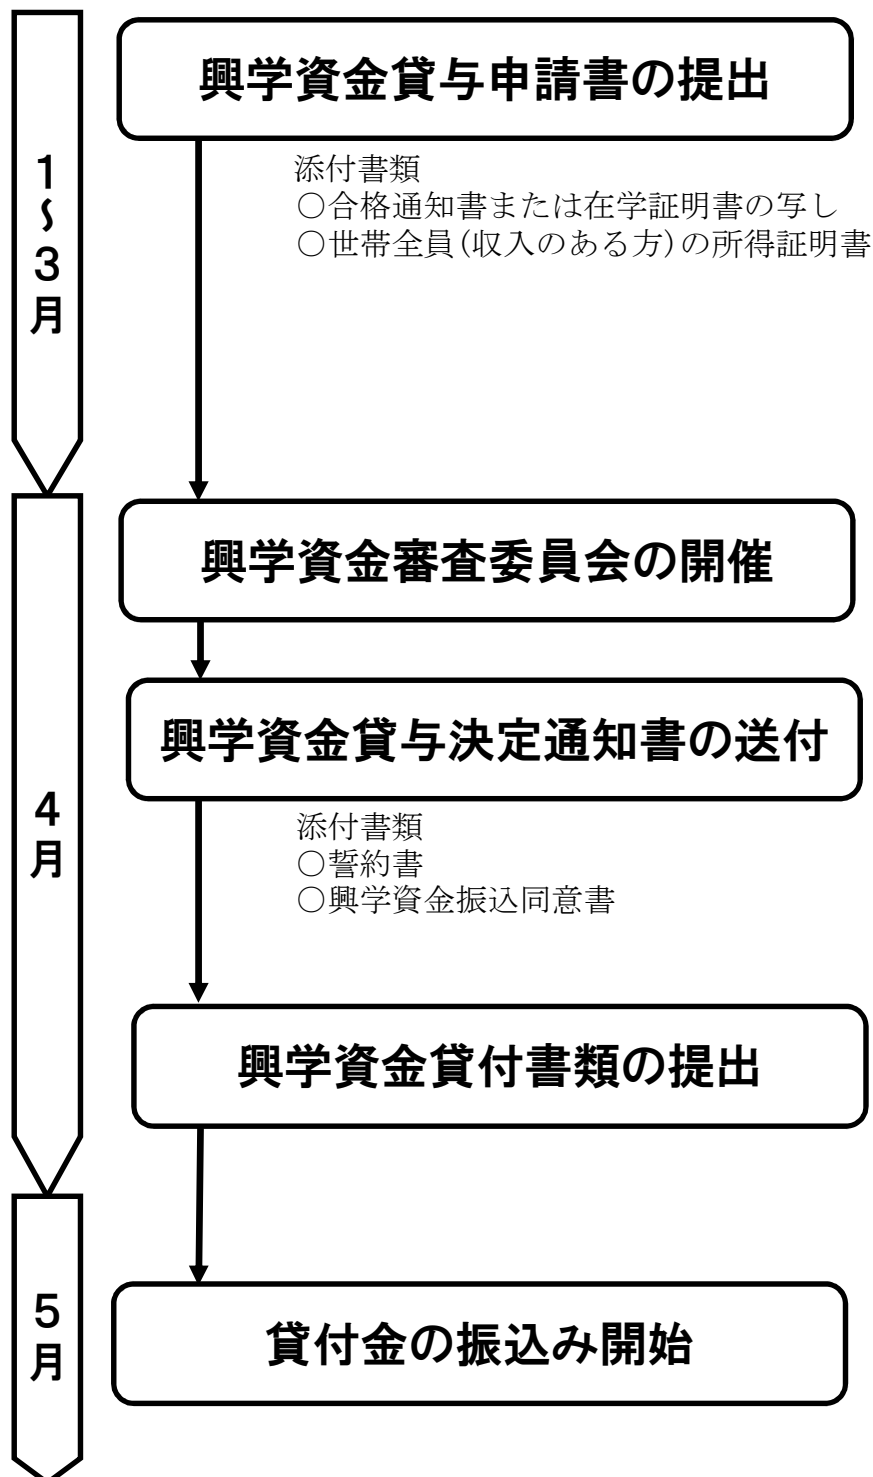 興学資金貸与申請書の提出
添付書類
○合格通知書または在学証明書の写し
○世帯全員(収入のある方)の所得証明書
1～3月
興学資金審査委員会の開催
興学資金貸与決定通知書の送付
添付書類
○誓約書
○興学資金振込同意書
4月
興学資金貸付書類の提出
5月
貸付金の振込み開始